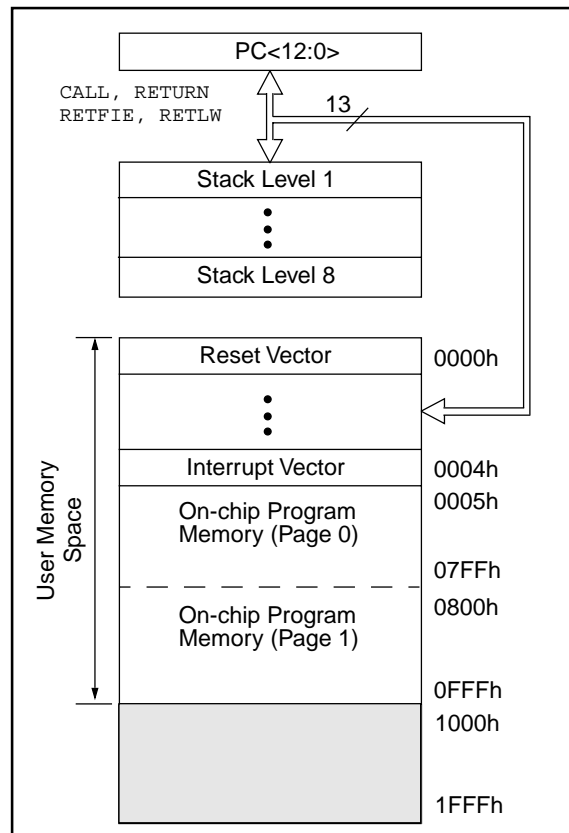 PC<12:0>
CALL, RETURN
RETFIE, RETLW
13
Stack Level 1
Stack Level 8
User Memory
Space
Reset Vector
0000h
Interrupt Vector
0004h
0005h
On-chip Program
Memory (Page 0)
07FFh
0800h
On-chip Program
Memory (Page 1)
0FFFh
1000h
1FFFh